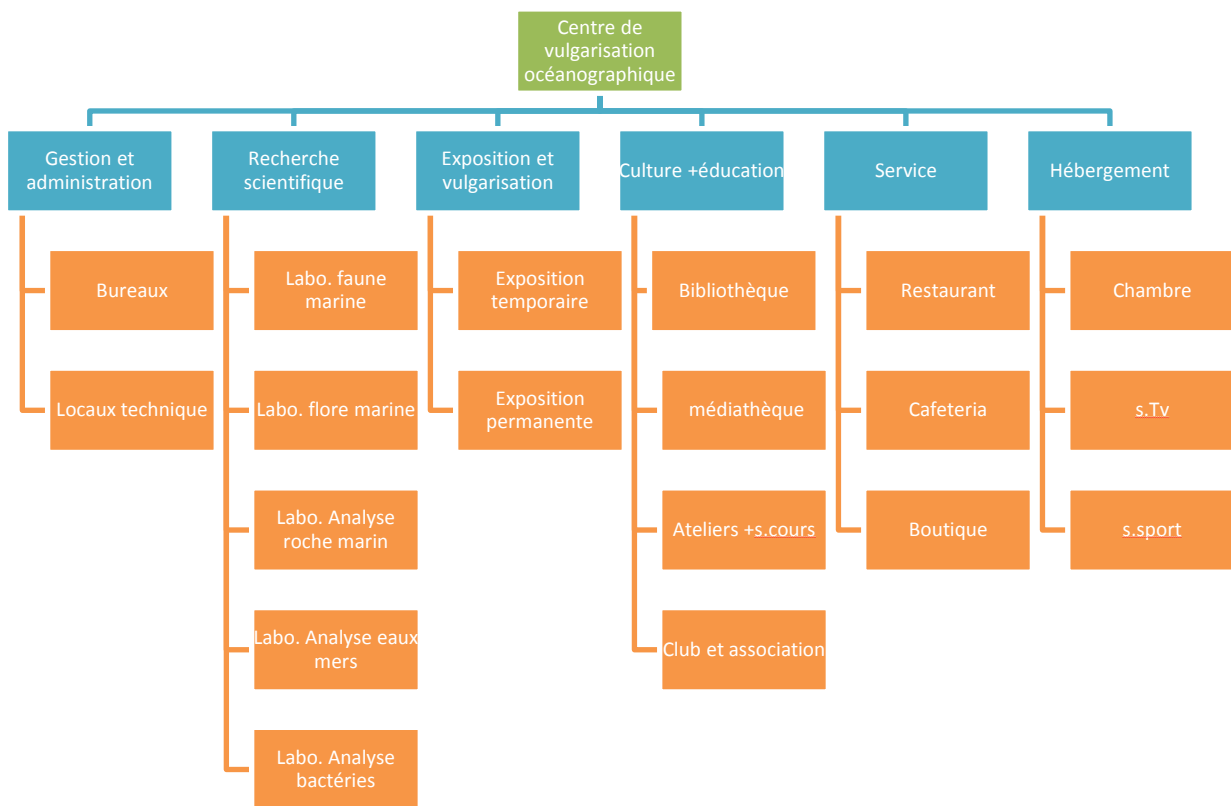 Centre de
vulgarisation
océanographique
Gestion et
administration
Recherche
scientifique
Exposition et
vulgarisation
Culture +éducation
Service
Hébergement
Bureaux
Locaux technique
Labo. faune
marine
Labo. flore marine
Labo. Analyse
roche marin
Labo. Analyse eaux
mers
Labo. Analyse
bactéries
Exposition
temporaire
Exposition
permanente
Bibliothèque
médiathèque
Ateliers +s.cours
Club et association
Restaurant
Cafeteria
Boutique
Chambre
s.Tv
s.sport